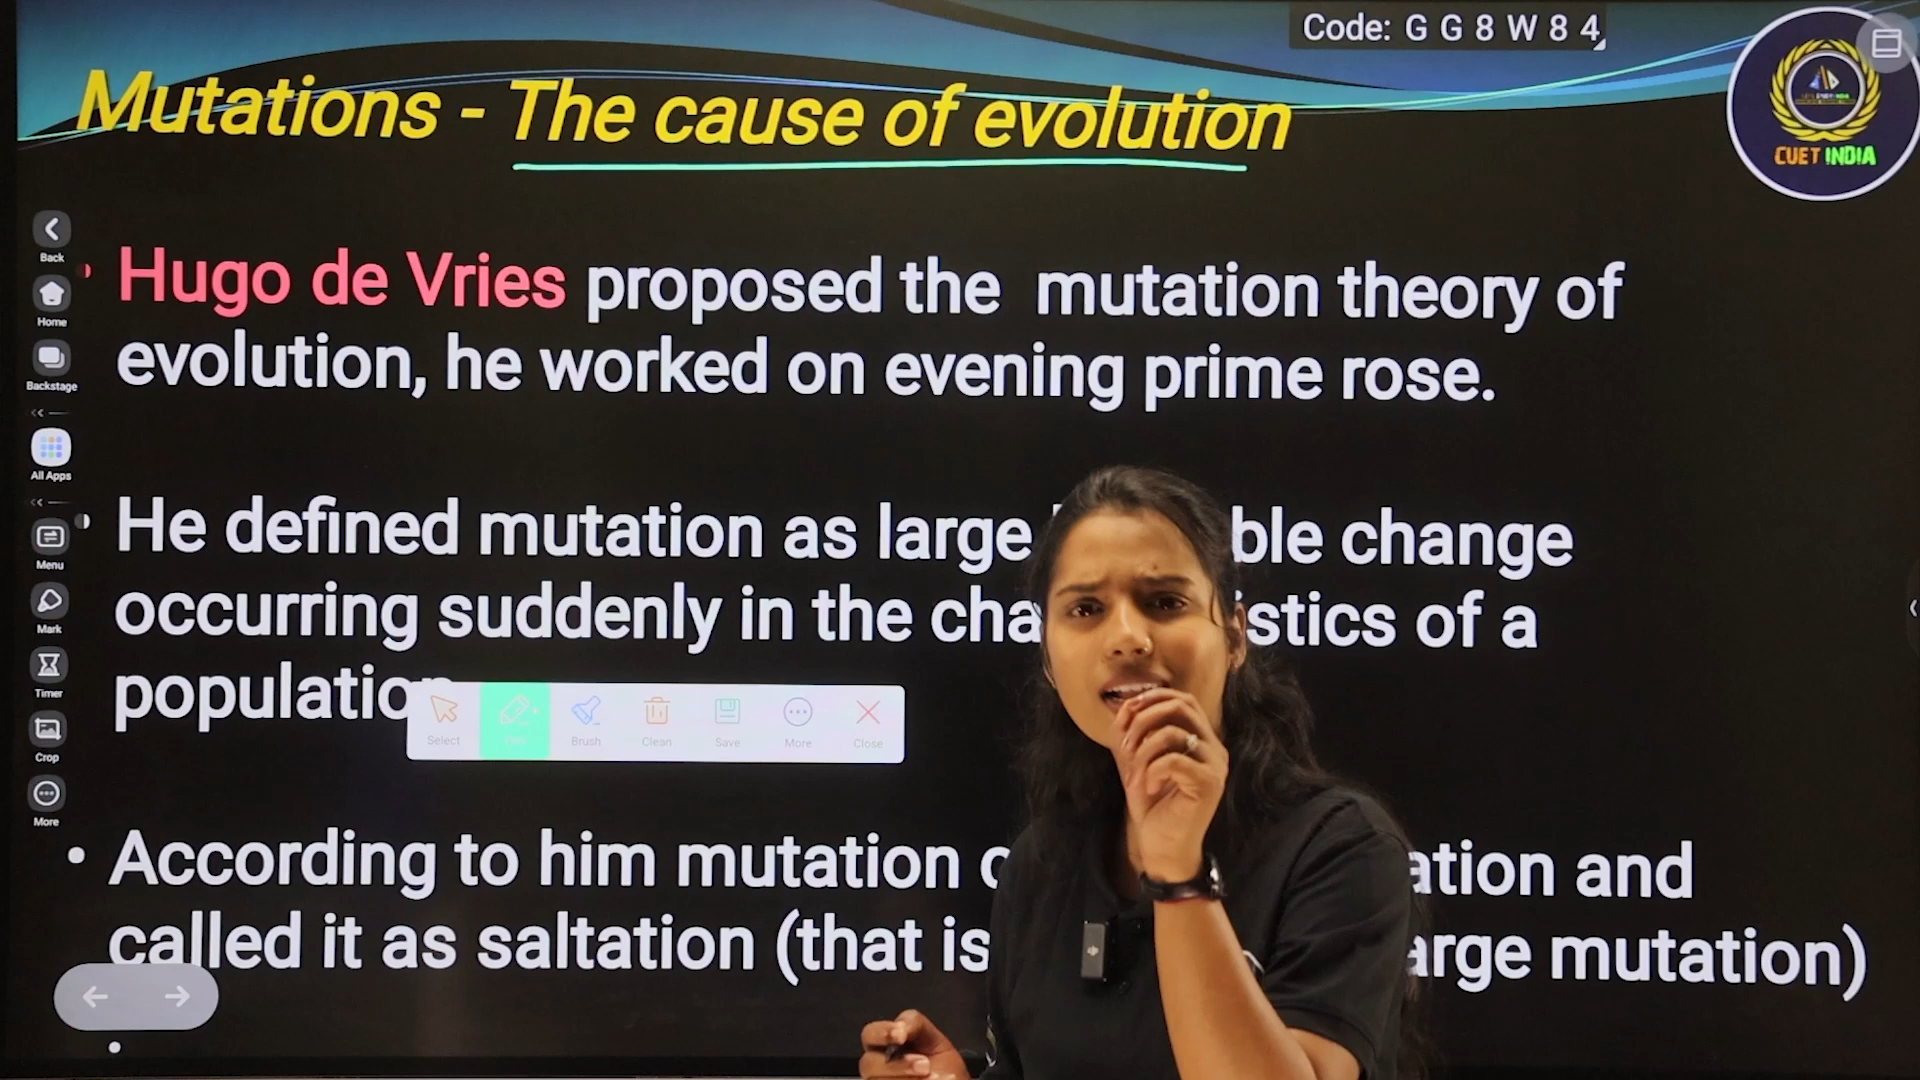 Code: G G 8 W 8 4
Mutations - The cause of evolution
CUET INDIA
Back
Home
Backstage
All Apps
Menu
Mark
Timer
Crop
More
Hugo de Vries proposed the mutation theory of
evolution, he worked on evening prime rose.
He defined mutation as large ble change
occurring suddenly in the cha istics of a
populatio
Select
Brush
Clean
Save
More
Close
According to him mutation c ation and
called it as saltation (that is arge mutation)